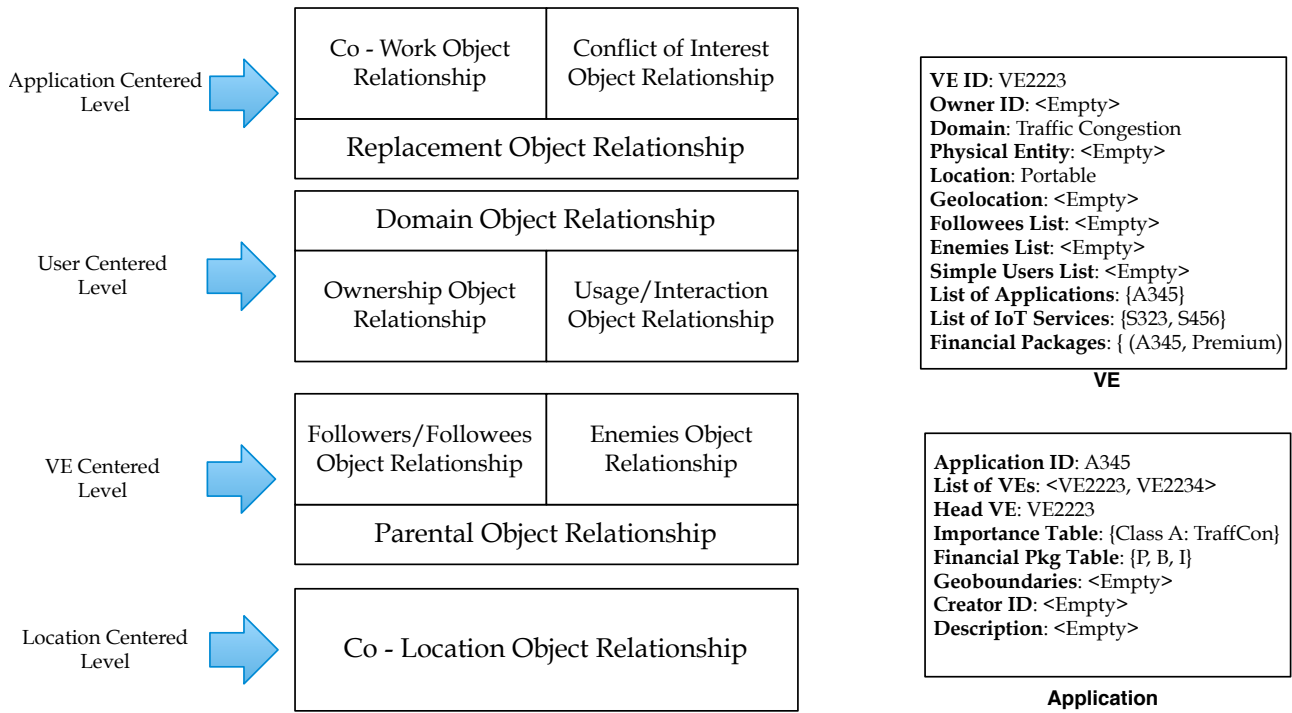 Application Centered
Level
Co - Work Object
Relationship
Conflict of Interest
Object Relationship
Replacement Object Relationship
User Centered
Level
Domain Object Relationship
Ownership Object
Relationship
Usage/Interaction
Object Relationship
VE Centered
Level
Followers/Followees
Object Relationship
Enemies Object
Relationship
Parental Object Relationship
Location Centered
Level
Co - Location Object Relationship
VE ID: VE2223
Owner ID: <Empty>
Domain: Traffic Congestion
Physical Entity: <Empty>
Location: Portable
Geolocation: <Empty>
Followees List: <Empty>
Enemies List: <Empty>
Simple Users List: <Empty>
List of Applications: {A345}
List of IoT Services: {S323, S456}
Financial Packages: { (A345, Premium)
VE
Application ID: A345
List of VEs: <VE2223, VE2234>
Head VE: VE2223
Importance Table: {Class A: TraffCon}
Financial Pkg Table: {P, B, I}
Geoboundaries: <Empty>
Creator ID: <Empty>
Description: <Empty>
Application